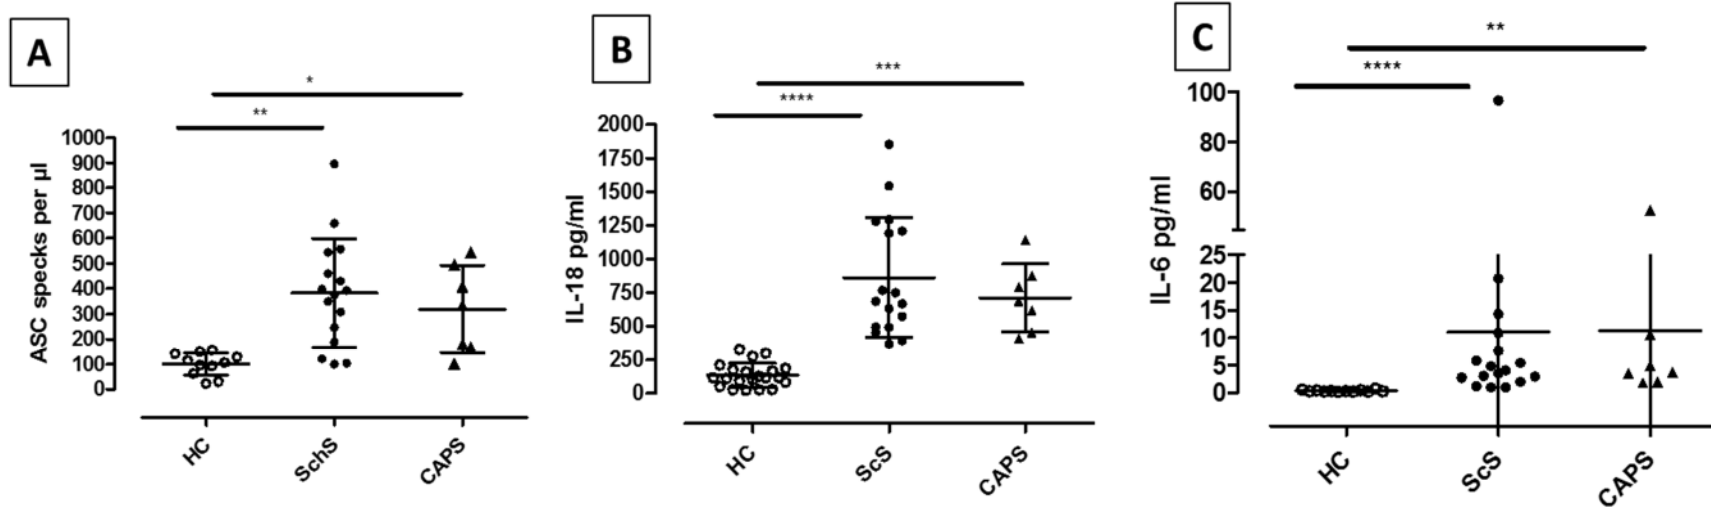 A
*
**
ASC specks per µl
1000
900
800
700
600
500
400
300
200
100
0
HC
SchS
CAPS
B
***
****
IL-18 pg/ml
2000
1750
1500
1250
1000
750
500
250
0
HC
ScS
CAPS
C
**
****
IL-6 pg/ml
100
80
60
25
20
15
10
5
0
HC
ScS
CAPS